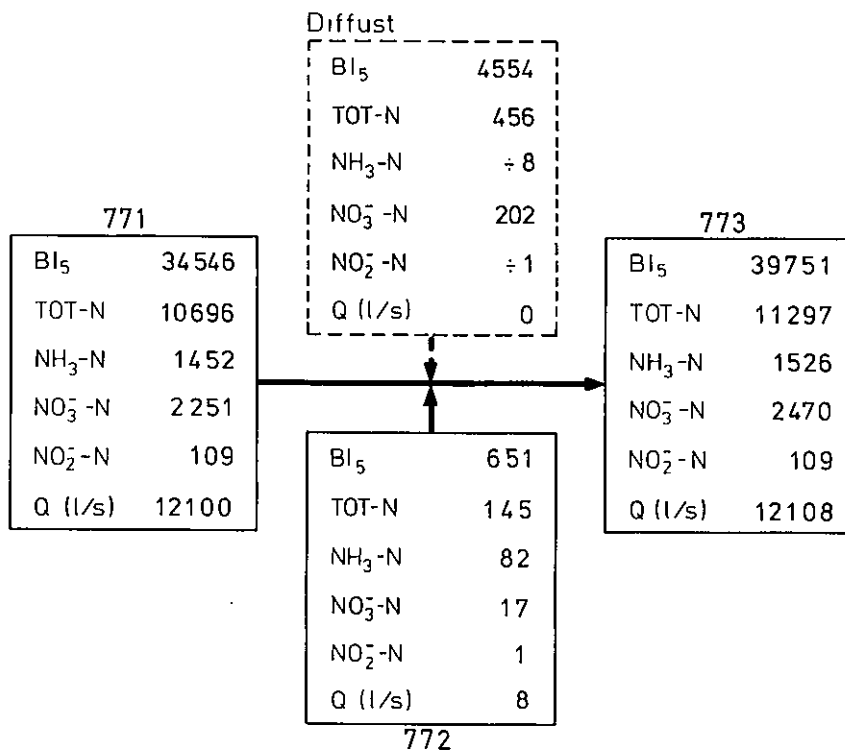 Diffust
BI₅ 4554
TOT-N 456
NH₃-N ÷ 8
NO₃⁻-N 202
NO₂⁻-N ÷ 1
Q (l/s) 0
771
BI₅ 34546
TOT-N 10696
NH₃-N 1452
NO₃⁻-N 2251
NO₂⁻-N 109
Q (l/s) 12100
773
BI₅ 39751
TOT-N 11297
NH₃-N 1526
NO₃⁻-N 2470
NO₂⁻-N 109
Q (l/s) 12108
BI₅ 651
TOT-N 145
NH₃-N 82
NO₃⁻-N 17
NO₂⁻-N 1
Q (l/s) 8
772